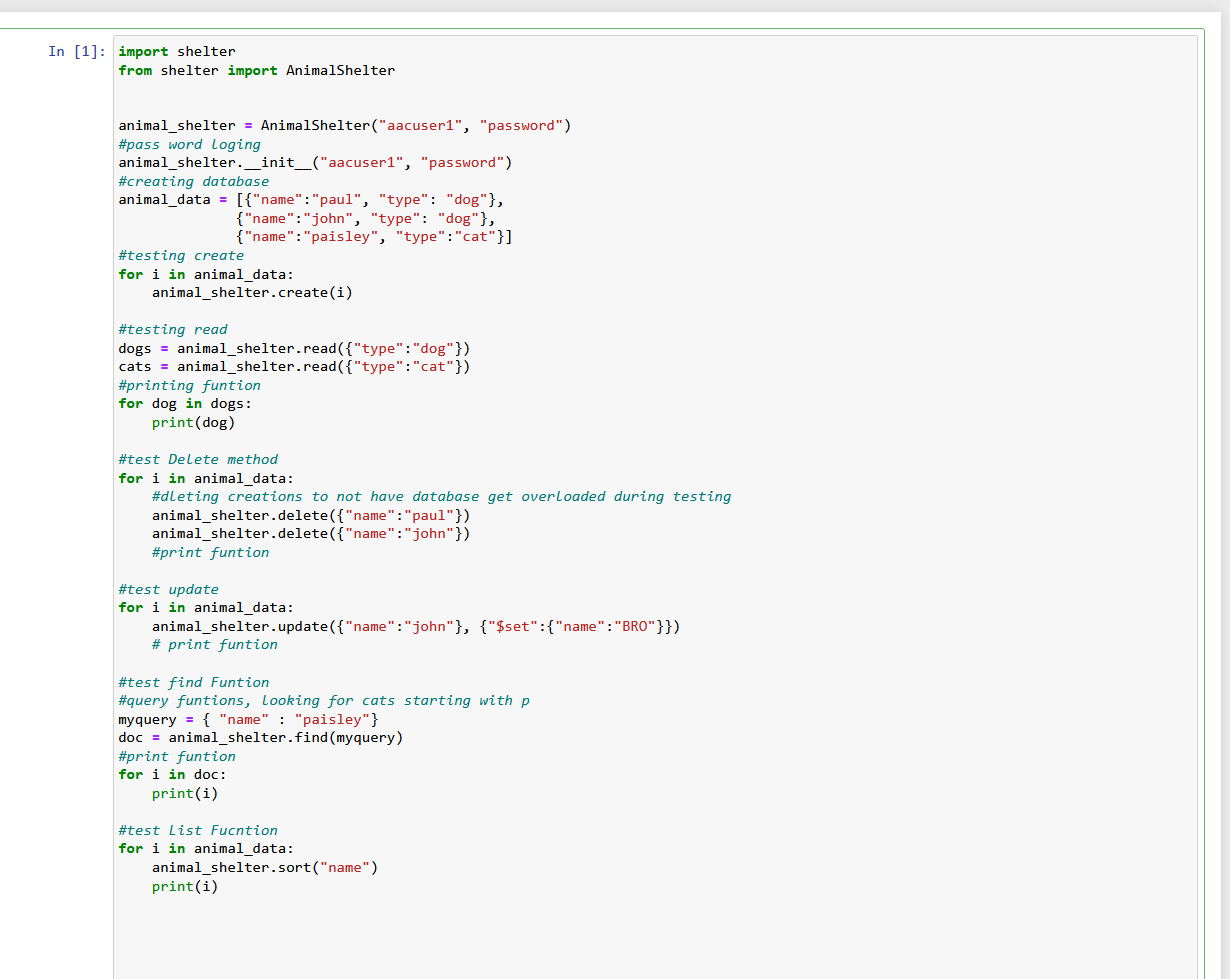 In [1]: import shelter
from shelter import AnimalShelter
animal_shelter = AnimalShelter("aacuser1", "password")
#pass word loging
animal_shelter.__init__("aacuser1", "password")
#creating database
animal_data = [{"name":"paul", "type": "dog"},
{"name":"john", "type": "dog"},
{"name":"paisley", "type":"cat"}]
#testing create
for i in animal_data:
animal_shelter.create(i)
#testing read
dogs = animal_shelter.read({"type":"dog"})
cats = animal_shelter.read({"type":"cat"})
#printing funtion
for dog in dogs:
print(dog)
#test Delete method
for i in animal_data:
#dleting creations to not have database get overloaded during testing
animal_shelter.delete({"name":"paul"})
animal_shelter.delete({"name":"john"})
#print funtion
#test update
for i in animal_data:
animal_shelter.update({"name":"john"}, {"$set":{"name":"BRO"}})
# print funtion
#test find Funtion
#query funtions, looking for cats starting with p
myquery = { "name" : "paisley"}
doc = animal_shelter.find(myquery)
#print funtion
for i in doc:
print(i)
#test List Fucntion
for i in animal_data:
animal_shelter.sort("name")
print(i)